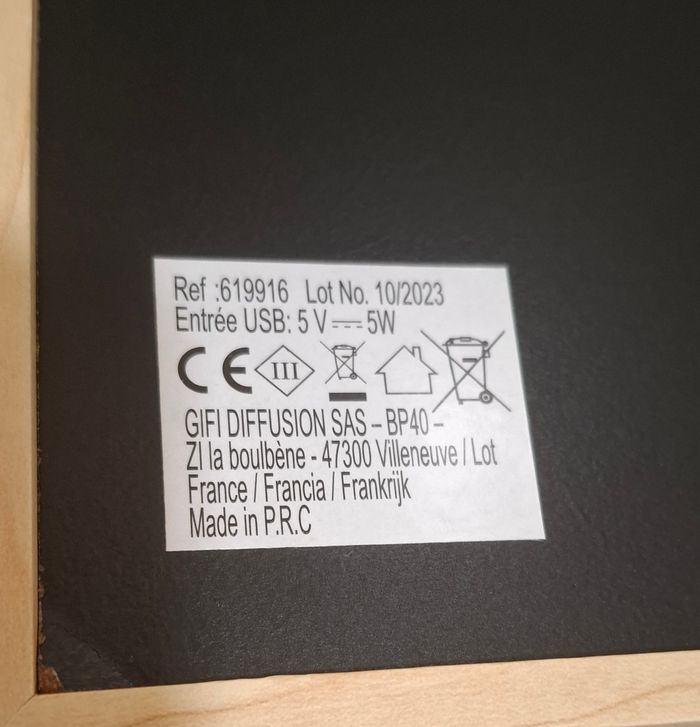 Ref :619916 Lot No. 10/2023
Entrée USB: 5 V ⎓ 5W
CE III
GIFI DIFFUSION SAS – BP40 –
ZI la boulbène - 47300 Villeneuve / Lot
France / Francia / Frankrijk
Made in P.R.C